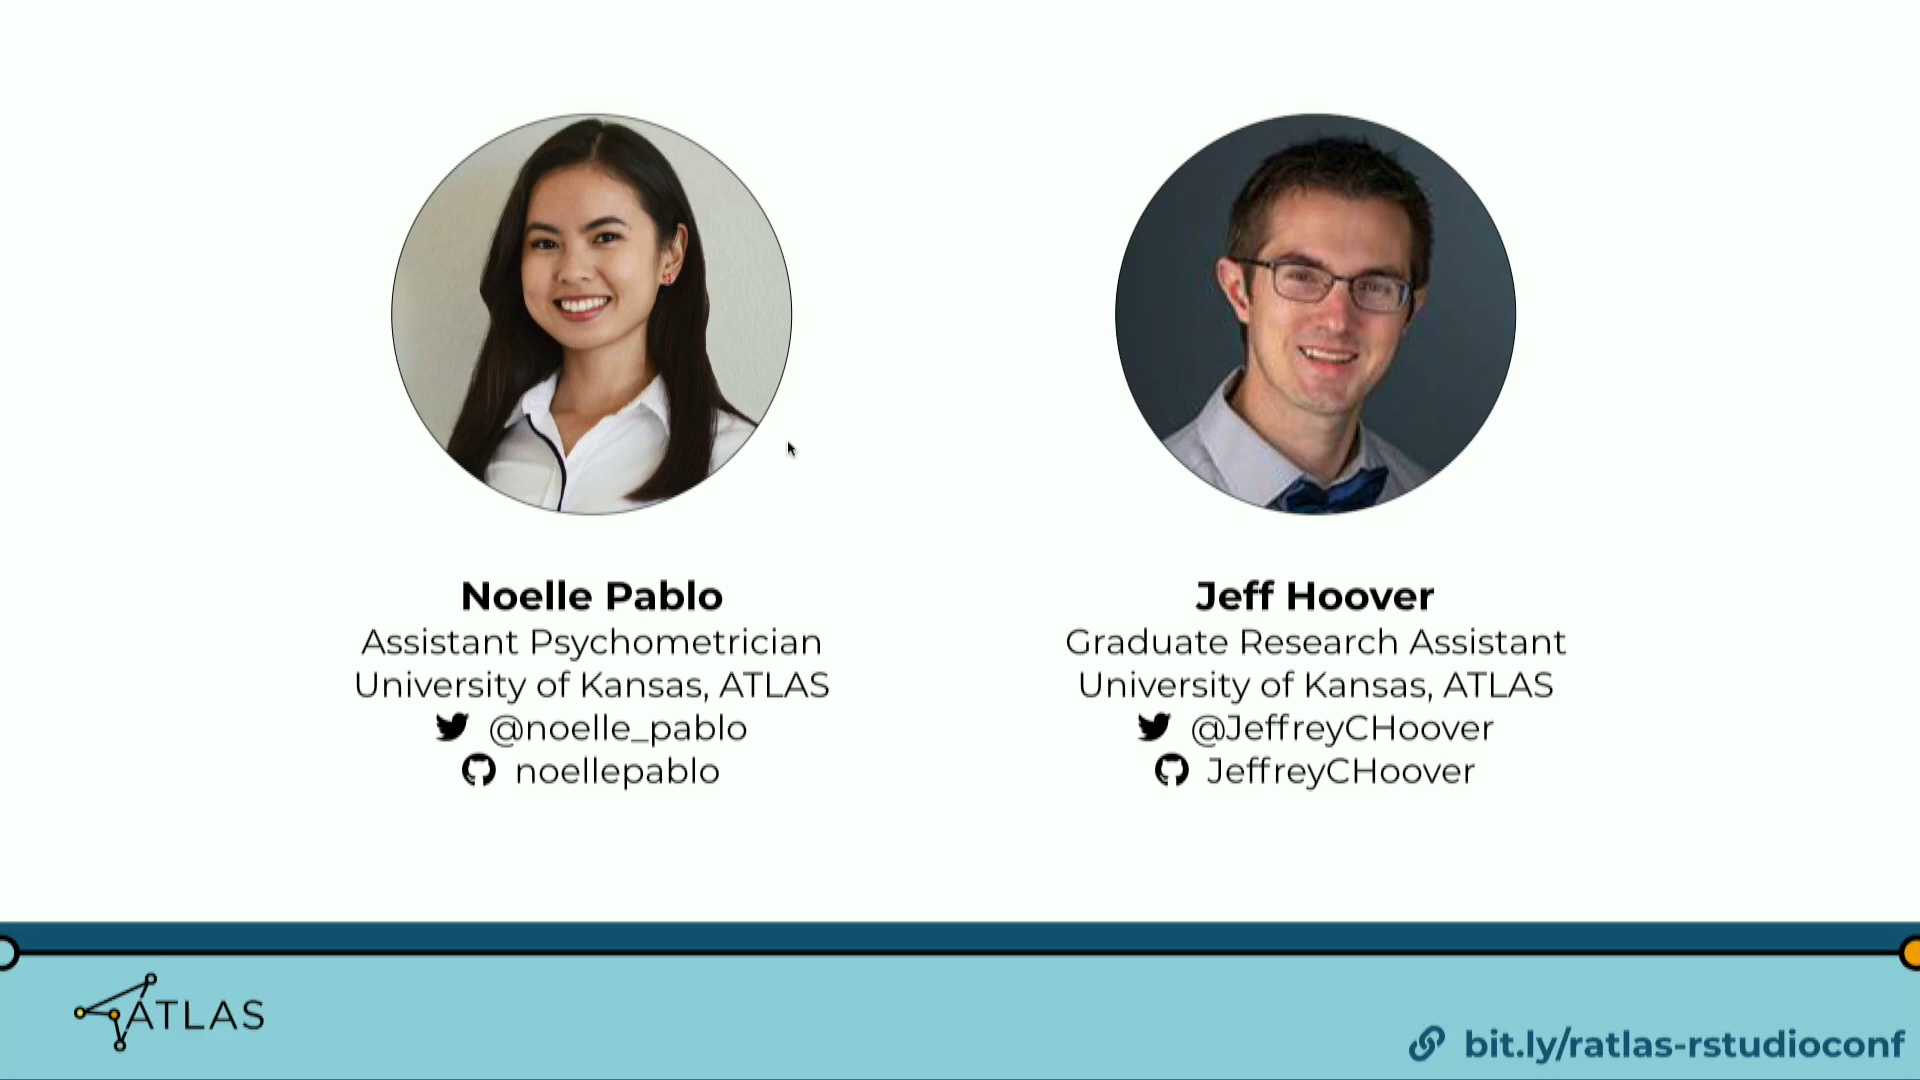 Noelle Pablo
Assistant Psychometrician
University of Kansas, ATLAS
@noelle_pablo
noellepablo
Jeff Hoover
Graduate Research Assistant
University of Kansas, ATLAS
@JeffreyCHoover
JeffreyCHoover
ATLAS
bit.ly/ratlas-rstudioconf